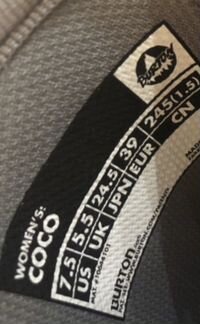 BURTON
WOMEN'S:
COCO
7.5 5.5 24.5 39 245(1.5)
US UK JPN EUR CN
BURTON